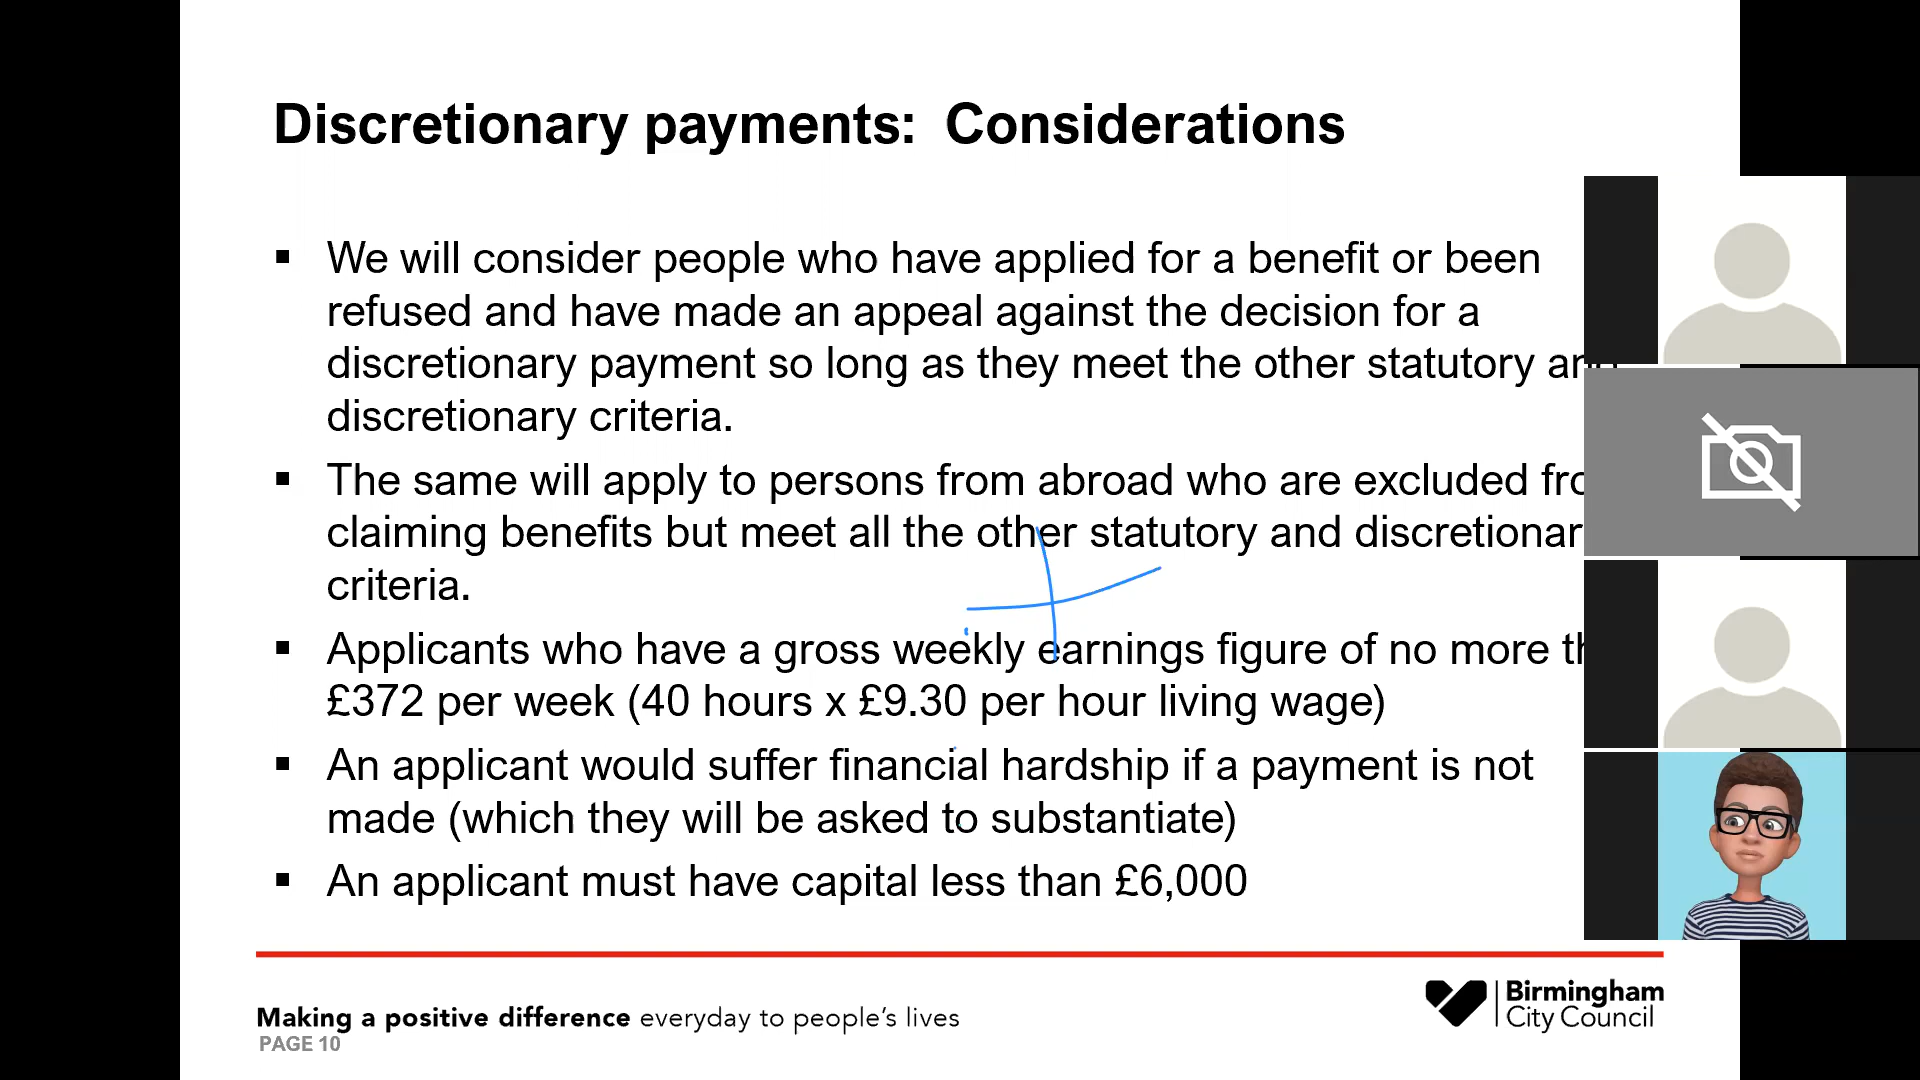 Discretionary payments: Considerations
▪ We will consider people who have applied for a benefit or been
refused and have made an appeal against the decision for a
discretionary payment so long as they meet the other statutory
discretionary criteria.
▪ The same will apply to persons from abroad who are excluded
claiming benefits but meet all the other statutory and
criteria.
▪ Applicants who have a gross weekly earnings figure of no more
£372 per week (40 hours x £9.30 per hour living wage)
▪ An applicant would suffer financial hardship if a payment is not
made (which they will be asked to substantiate)
▪ An applicant must have capital less than £6,000
Making a positive difference everyday to people's lives
PAGE 10
Birmingham
City Council